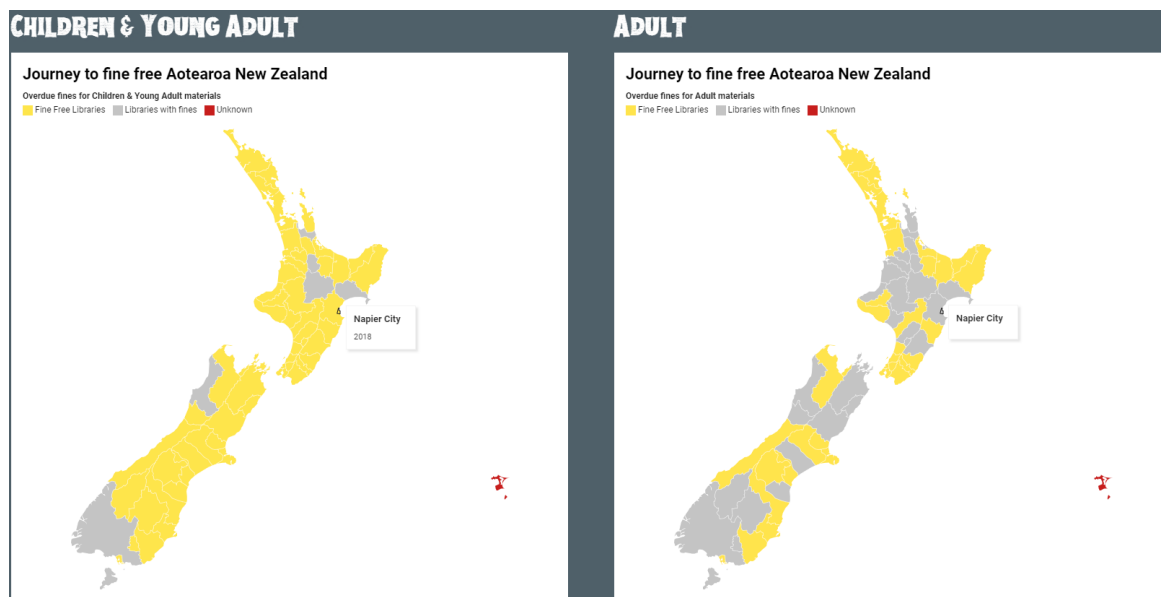 CHILDREN & YOUNG ADULT
Journey to fine free Aotearoa New Zealand
Overdue fines for Children & Young Adult materials
Fine Free Libraries Libraries with fines Unknown
Napier City
2018
ADULT
Journey to fine free Aotearoa New Zealand
Overdue fines for Adult materials
Fine Free Libraries Libraries with fines Unknown
Napier City